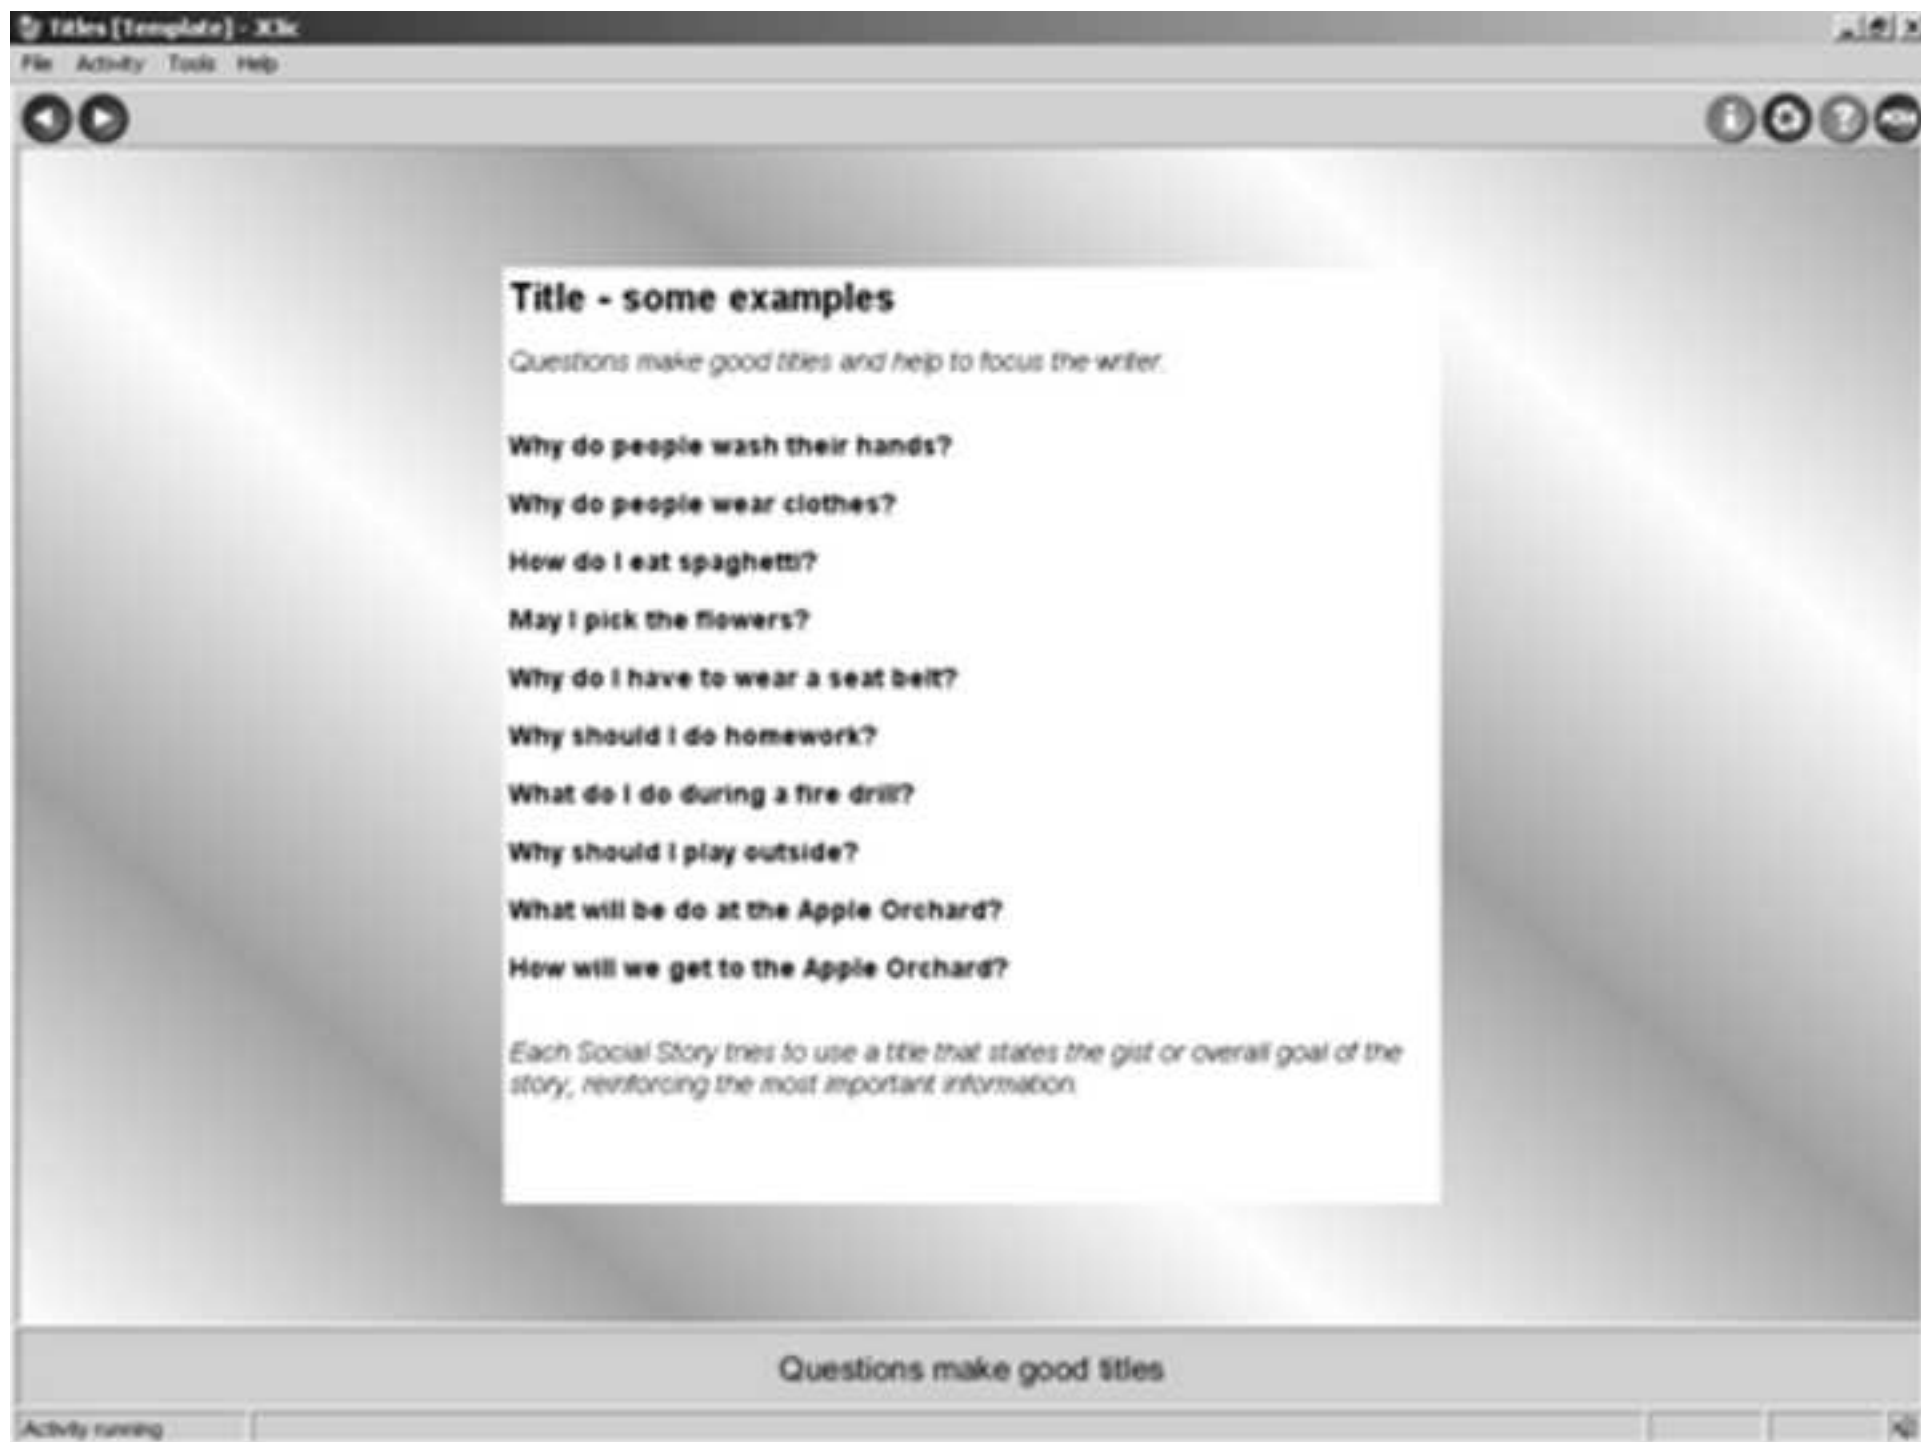 Titles [Template] - XClic
File Activity Tools Help
Title - some examples
Questions make good titles and help to focus the writer.
Why do people wash their hands?
Why do people wear clothes?
How do I eat spaghetti?
May I pick the flowers?
Why do I have to wear a seat belt?
Why should I do homework?
What do I do during a fire drill?
Why should I play outside?
What will be do at the Apple Orchard?
How will we get to the Apple Orchard?
Each Social Story tries to use a title that states the gist or overall goal of the
story, reinforcing the most important information.
Questions make good titles
Activity running